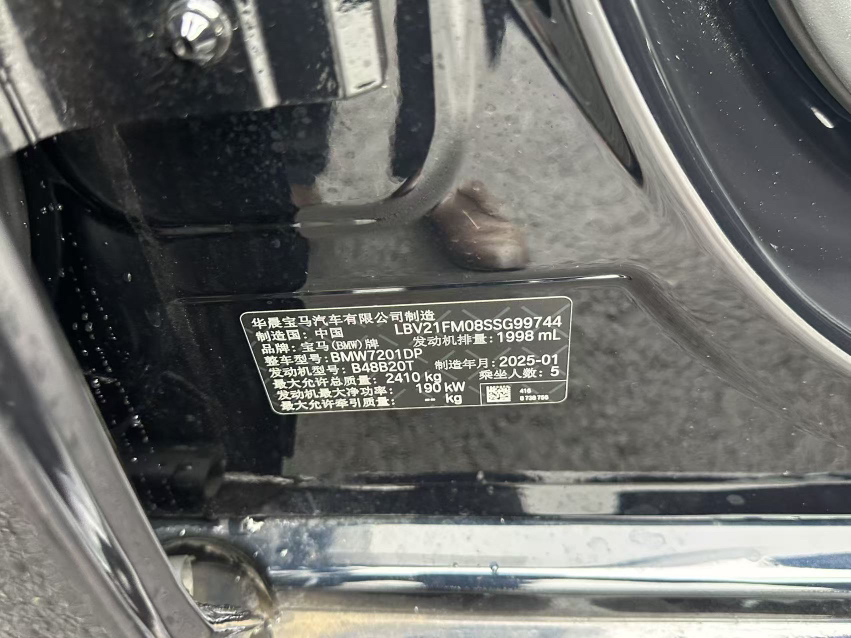 华晨宝马汽车有限公司制造
制造国: 中国 LBV21FM08SSG99744
品牌: 宝马(BMW)牌 发动机排量: 1998 mL
整车型号: BMW7201DP 制造年月: 2025-01
发动机型号: B48B20T 乘坐人数: 5
最大允许总质量: 2410 kg
发动机最大净功率: 190 kW
最大允许牵引质量: -- kg